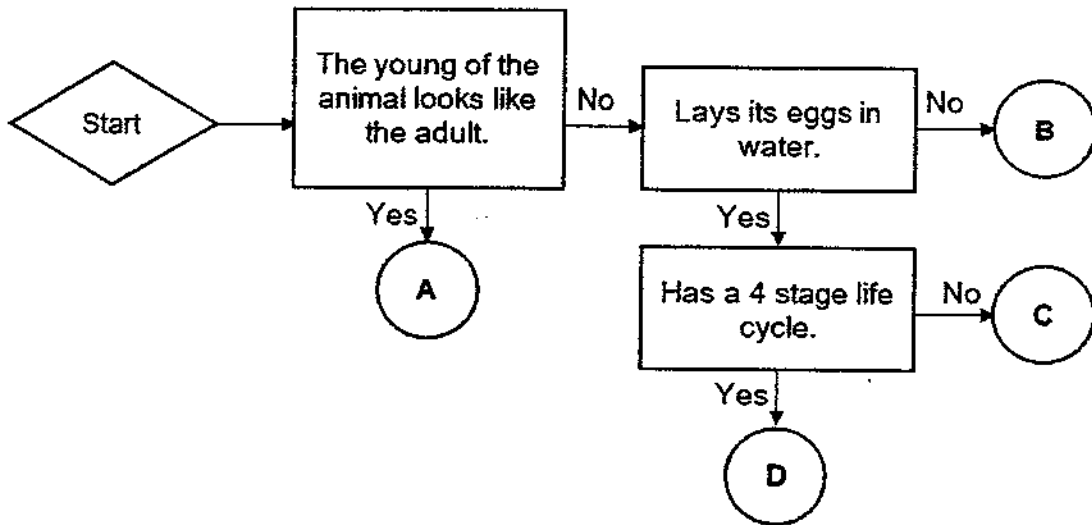 The young of the
animal looks like
the adult.
Start
No
Lays its eggs in
water.
No
B
Yes
Yes
A
Has a 4 stage life
cycle.
No
C
Yes
D